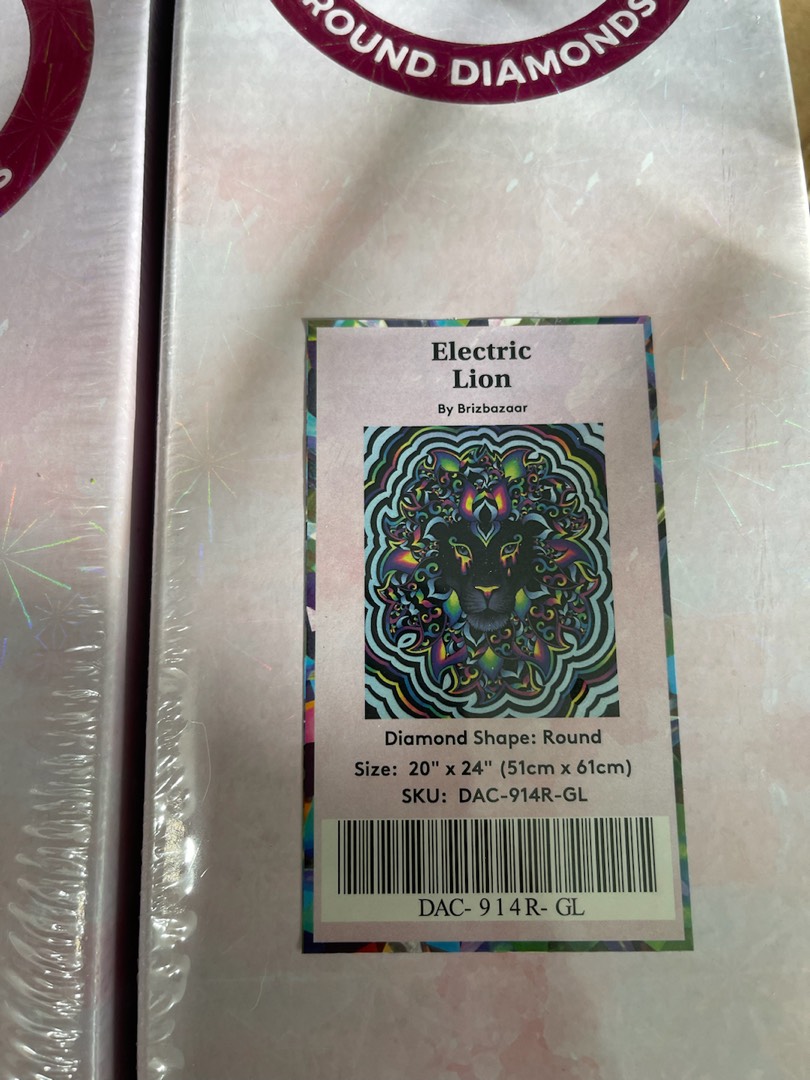 ROUND DIAMONDS
Electric
Lion
By Brizbazaar
Diamond Shape: Round
Size: 20" x 24" (51cm x 61cm)
SKU: DAC-914R-GL
DAC- 914R- GL